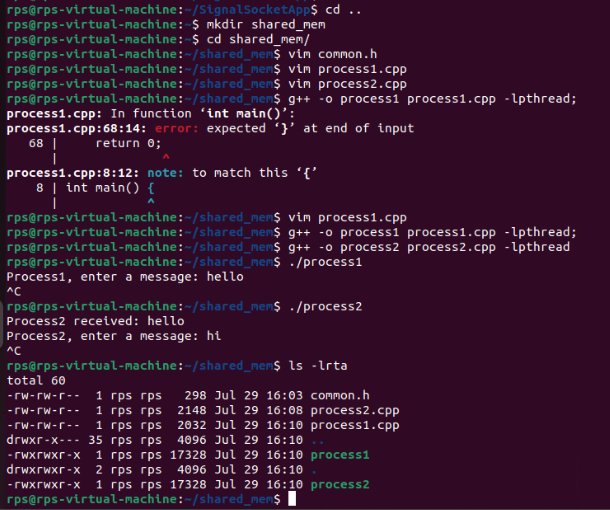 rps@rps-virtual-machine:~/SignalSocketApp$ cd ..
rps@rps-virtual-machine:~$ mkdir shared_mem
rps@rps-virtual-machine:~$ cd shared_mem/
rps@rps-virtual-machine:~/shared_mem$ vim common.h
rps@rps-virtual-machine:~/shared_mem$ vim process1.cpp
rps@rps-virtual-machine:~/shared_mem$ vim process2.cpp
rps@rps-virtual-machine:~/shared_mem$ g++ -o process1 process1.cpp -lpthread;
process1.cpp: In function ‘int main()’:
process1.cpp:68:14: error: expected ‘}’ at end of input
   68 |     return 0;
      |              ^
process1.cpp:8:12: note: to match this ‘{’
    8 | int main() {
      |            ^
rps@rps-virtual-machine:~/shared_mem$ vim process1.cpp
rps@rps-virtual-machine:~/shared_mem$ g++ -o process1 process1.cpp -lpthread;
rps@rps-virtual-machine:~/shared_mem$ g++ -o process2 process2.cpp -lpthread
rps@rps-virtual-machine:~/shared_mem$ ./process1
Process1, enter a message: hello
^C
rps@rps-virtual-machine:~/shared_mem$ ./process2
Process2 received: hello
Process2, enter a message: hi
^C
rps@rps-virtual-machine:~/shared_mem$ ls -lrta
total 60
-rw-rw-r--  1 rps rps   298 Jul 29 16:03 common.h
-rw-rw-r--  1 rps rps  2148 Jul 29 16:08 process2.cpp
-rw-rw-r--  1 rps rps  2032 Jul 29 16:10 process1.cpp
drwxr-x--- 35 rps rps  4096 Jul 29 16:10 ..
-rwxrwxr-x  1 rps rps 17328 Jul 29 16:10 process1
drwxrwxr-x  2 rps rps  4096 Jul 29 16:10 .
-rwxrwxr-x  1 rps rps 17328 Jul 29 16:10 process2
rps@rps-virtual-machine:~/shared_mem$